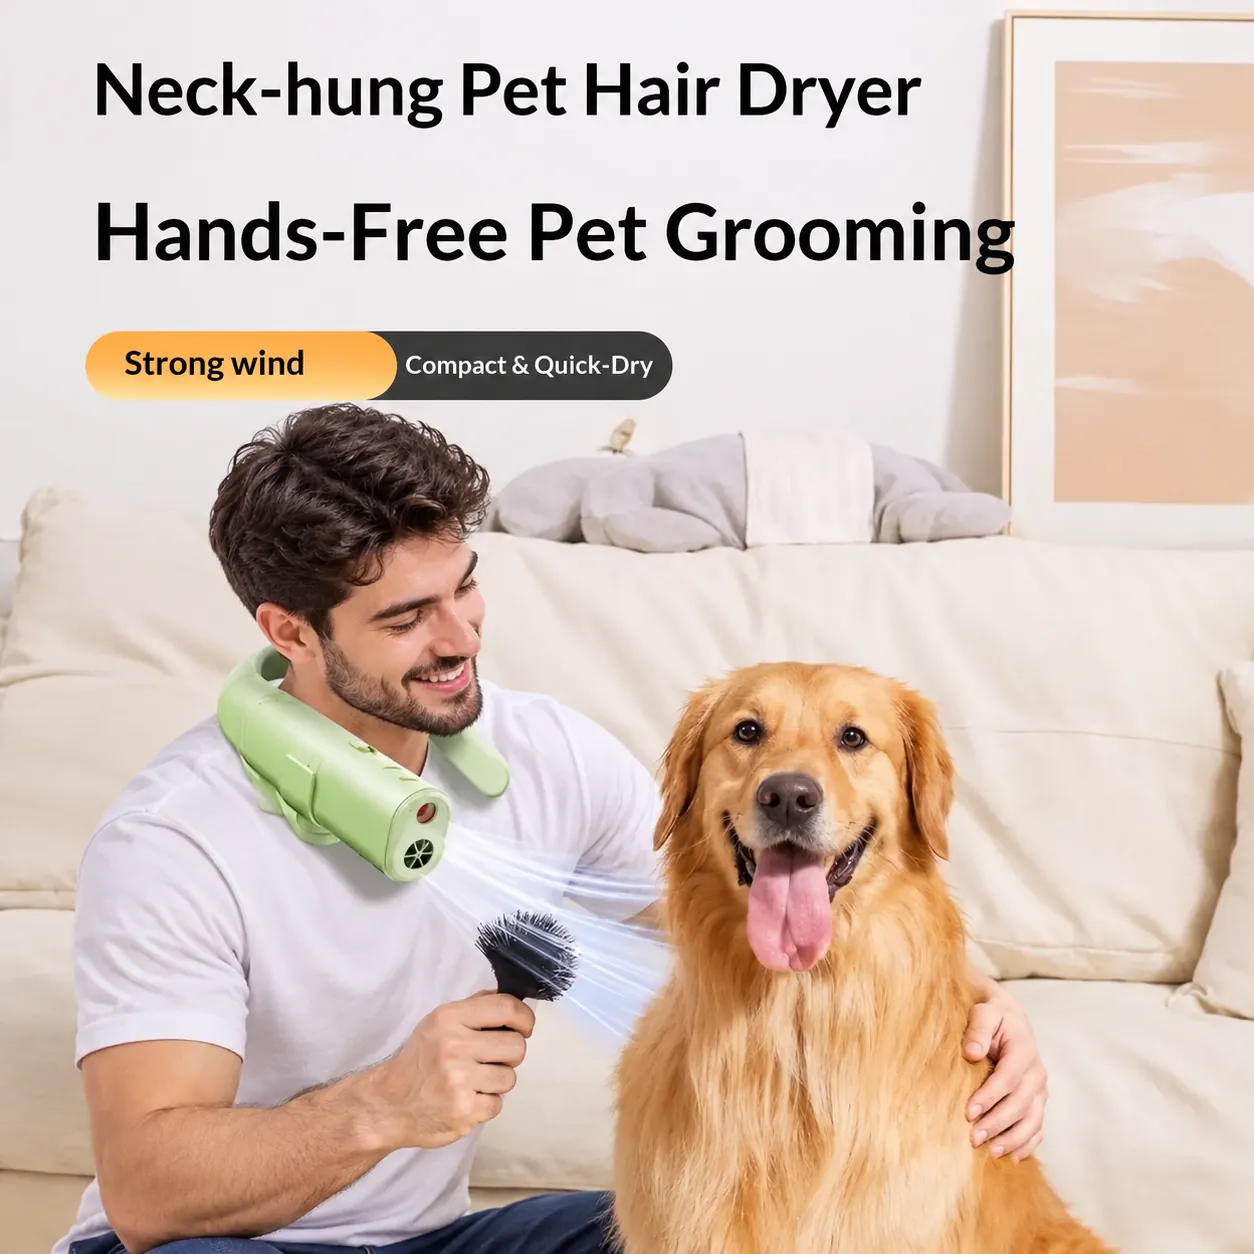 Neck-hung Pet Hair Dryer
Hands-Free Pet Grooming
Strong wind
Compact & Quick-Dry